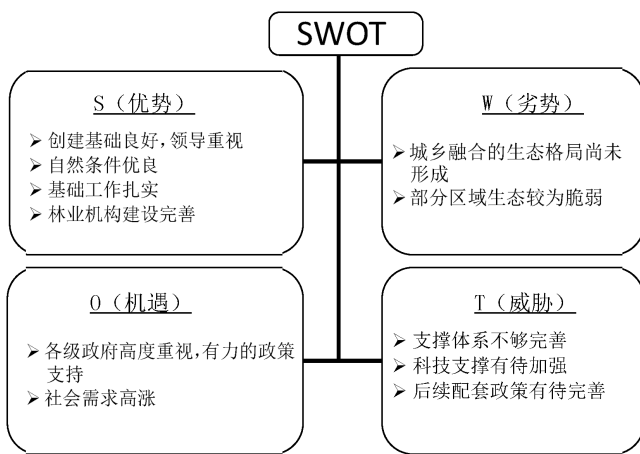 SWOT
S（优势）
➢ 创建基础良好，领导重视
➢ 自然条件优良
➢ 基础工作扎实
➢ 林业机构建设完善
W（劣势）
➢ 城乡融合的生态格局尚未
形成
➢ 部分区域生态较为脆弱
O（机遇）
➢ 各级政府高度重视，有力的政策
支持
➢ 社会需求高涨
T（威胁）
➢ 支撑体系不够完善
➢ 科技支撑有待加强
➢ 后续配套政策有待完善